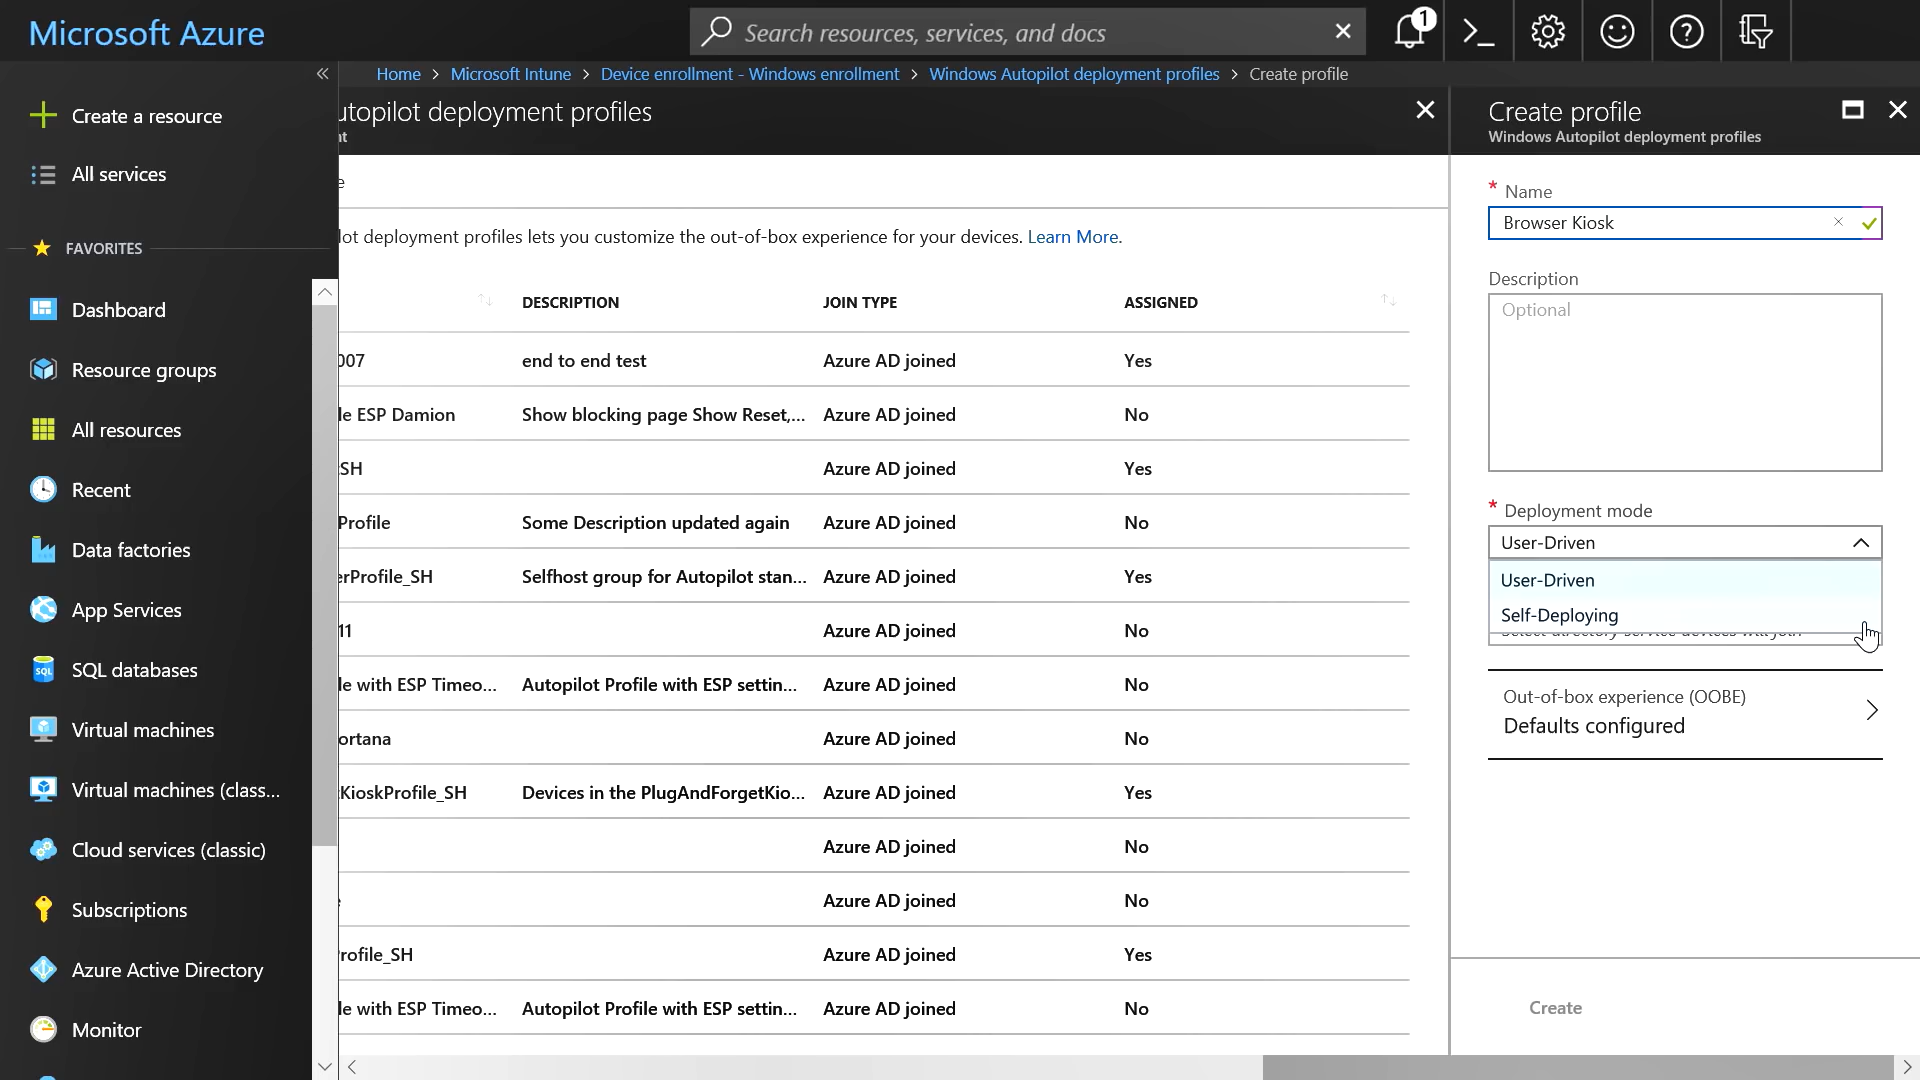 Microsoft Azure
Search resources, services, and docs
1
Home > Microsoft Intune > Device enrollment - Windows enrollment > Windows Autopilot deployment profiles > Create profile
Create a resource
All services
FAVORITES
Dashboard
Resource groups
All resources
Recent
Data factories
App Services
SQL databases
Virtual machines
Virtual machines (class...
Cloud services (classic)
Subscriptions
Azure Active Directory
Monitor
utopilot deployment profiles
nt
e
lot deployment profiles lets you customize the out-of-box experience for your devices. Learn More.
DESCRIPTION JOIN TYPE ASSIGNED
007 end to end test Azure AD joined Yes
le ESP Damion Show blocking page Show Reset,... Azure AD joined No
SH Azure AD joined Yes
Profile Some Description updated again Azure AD joined No
erProfile_SH Selfhost group for Autopilot stan... Azure AD joined Yes
11 Azure AD joined No
le with ESP Timeo... Autopilot Profile with ESP settin... Azure AD joined No
ortana Azure AD joined No
KioskProfile_SH Devices in the PlugAndForgetKio... Azure AD joined Yes
Azure AD joined No
e Azure AD joined No
rofile_SH Azure AD joined Yes
le with ESP Timeo... Autopilot Profile with ESP settin... Azure AD joined No
Create profile
Windows Autopilot deployment profiles
* Name
Browser Kiosk
Description
Optional
* Deployment mode
User-Driven
User-Driven
Self-Deploying
Select directory service devices will join
Out-of-box experience (OOBE)
Defaults configured
Create